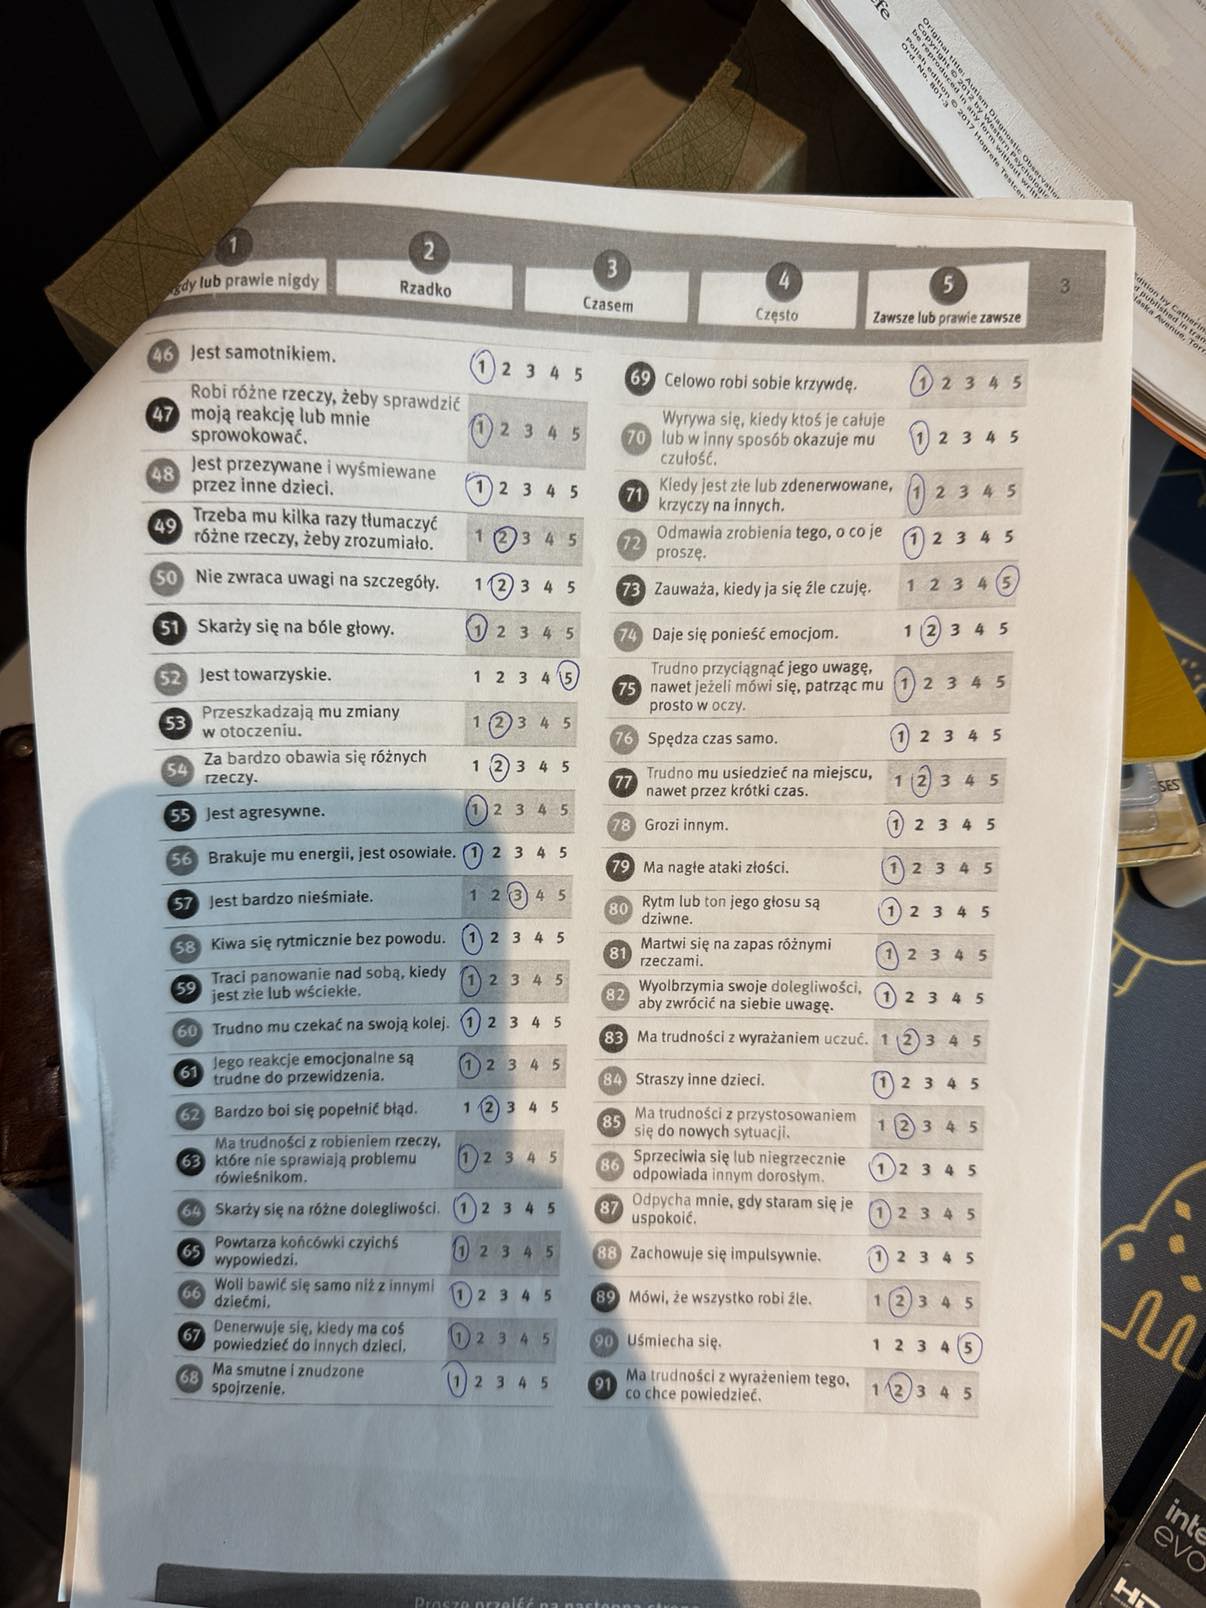 Original title: Autism Diagnostic Observation
Copyright © 2012 by Western Psychological
be reproduced in any form without
Polish edition © 2017 Hogrefe Testcentrum
Ord. No. 801-3
1
lub prawie nigdy
2
Rzadko
3
Czasem
4
Często
5
Zawsze lub prawie zawsze
3
46 Jest samotnikiem. 1 2 3 4 5
47 Robi różne rzeczy, żeby sprawdzić
moją reakcję lub mnie
sprowokować. 1 2 3 4 5
48 Jest przezywane i wyśmiewane
przez inne dzieci. 1 2 3 4 5
49 Trzeba mu kilka razy tłumaczyć
różne rzeczy, żeby zrozumiało. 1 2 3 4 5
50 Nie zwraca uwagi na szczegóły. 1 2 3 4 5
51 Skarży się na bóle głowy. 1 2 3 4 5
52 Jest towarzyskie. 1 2 3 4 5
53 Przeszkadzają mu zmiany
w otoczeniu. 1 2 3 4 5
54 Za bardzo obawia się różnych
rzeczy. 1 2 3 4 5
55 Jest agresywne. 1 2 3 4 5
56 Brakuje mu energii, jest osowiałe. 1 2 3 4 5
57 Jest bardzo nieśmiałe. 1 2 3 4 5
58 Kiwa się rytmicznie bez powodu. 1 2 3 4 5
59 Traci panowanie nad sobą, kiedy
jest złe lub wściekłe. 1 2 3 4 5
60 Trudno mu czekać na swoją kolej. 1 2 3 4 5
61 Jego reakcje emocjonalne są
trudne do przewidzenia. 1 2 3 4 5
62 Bardzo boi się popełnić błąd. 1 2 3 4 5
63 Ma trudności z robieniem rzeczy,
które nie sprawiają problemu
rówieśnikom. 1 2 3 4 5
64 Skarży się na różne dolegliwości. 1 2 3 4 5
65 Powtarza końcówki czyichś
wypowiedzi. 1 2 3 4 5
66 Woli bawić się samo niż z innymi
dziećmi. 1 2 3 4 5
67 Denerwuje się, kiedy ma coś
powiedzieć do innych dzieci. 1 2 3 4 5
68 Ma smutne i znudzone
spojrzenie. 1 2 3 4 5
69 Celowo robi sobie krzywdę. 1 2 3 4 5
70 Wyrywa się, kiedy ktoś je całuje
lub w inny sposób okazuje mu
czułość. 1 2 3 4 5
71 Kiedy jest złe lub zdenerwowane,
krzyczy na innych. 1 2 3 4 5
72 Odmawia zrobienia tego, o co je
proszę. 1 2 3 4 5
73 Zauważa, kiedy ja się źle czuję. 1 2 3 4 5
74 Daje się ponieść emocjom. 1 2 3 4 5
75 Trudno przyciągnąć jego uwagę,
nawet jeżeli mówi się, patrząc mu
prosto w oczy. 1 2 3 4 5
76 Spędza czas samo. 1 2 3 4 5
77 Trudno mu usiedzieć na miejscu,
nawet przez krótki czas. 1 2 3 4 5
78 Grozi innym. 1 2 3 4 5
79 Ma nagłe ataki złości. 1 2 3 4 5
80 Rytm lub ton jego głosu są
dziwne. 1 2 3 4 5
81 Martwi się na zapas różnymi
rzeczami. 1 2 3 4 5
82 Wyolbrzymia swoje dolegliwości,
aby zwrócić na siebie uwagę. 1 2 3 4 5
83 Ma trudności z wyrażaniem uczuć. 1 2 3 4 5
84 Straszy inne dzieci. 1 2 3 4 5
85 Ma trudności z przystosowaniem
się do nowych sytuacji. 1 2 3 4 5
86 Sprzeciwia się lub niegrzecznie
odpowiada innym dorosłym. 1 2 3 4 5
87 Odpycha mnie, gdy staram się je
uspokoić. 1 2 3 4 5
88 Zachowuje się impulsywnie. 1 2 3 4 5
89 Mówi, że wszystko robi źle. 1 2 3 4 5
90 Uśmiecha się. 1 2 3 4 5
91 Ma trudności z wyrażeniem tego,
co chce powiedzieć. 1 2 3 4 5
Proszę przejść na następną stronę
SES